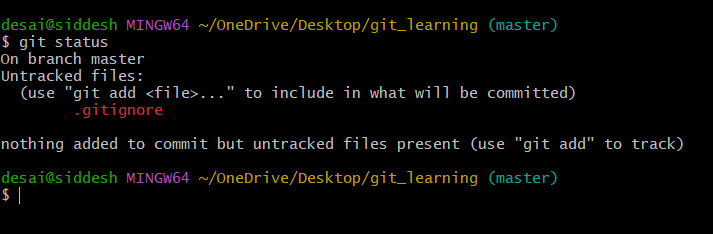 desai@siddesh MINGW64 ~/OneDrive/Desktop/git_learning (master)
$ git status
On branch master
Untracked files:
  (use "git add <file>..." to include in what will be committed)
        .gitignore

nothing added to commit but untracked files present (use "git add" to track)

desai@siddesh MINGW64 ~/OneDrive/Desktop/git_learning (master)
$